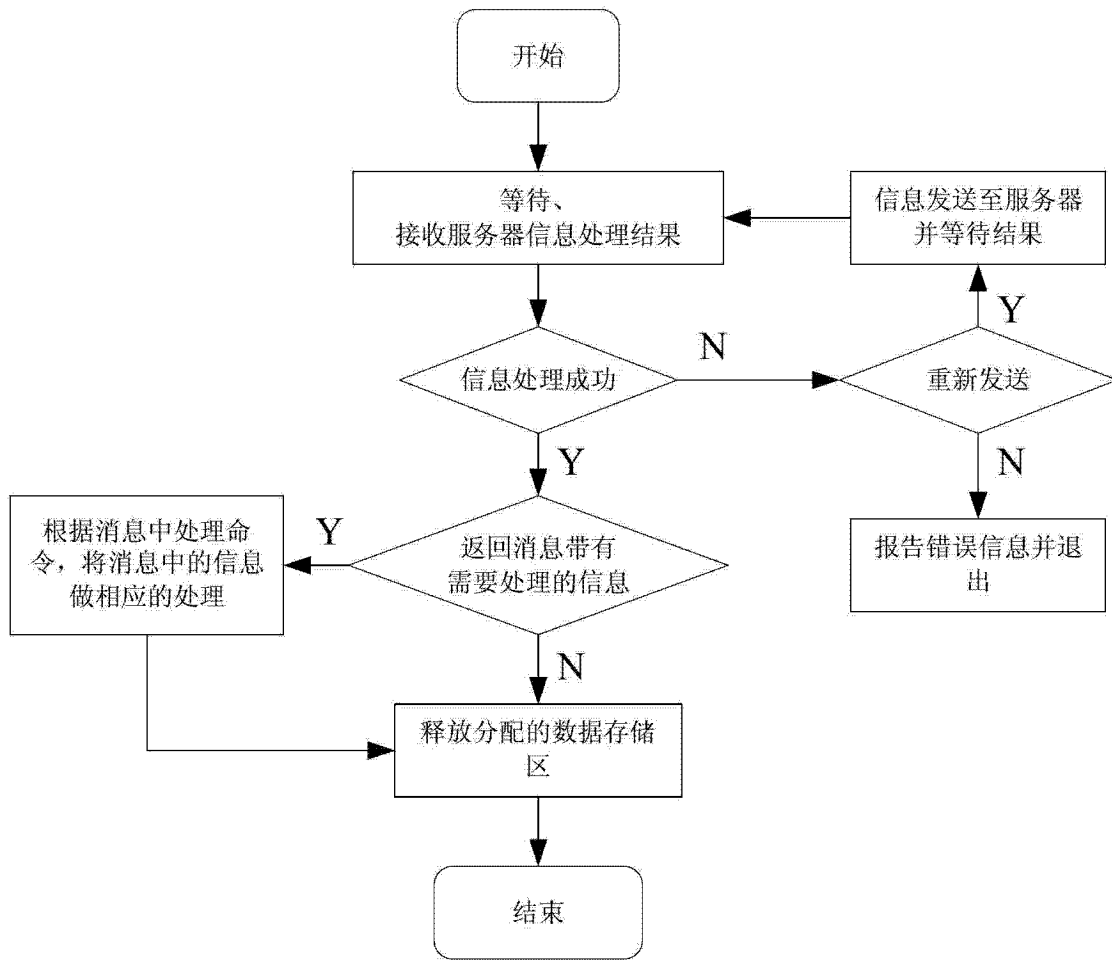 开始
等待、
接收服务器信息处理结果
信息发送至服务器
并等待结果
Y
N
信息处理成功
重新发送
Y
N
根据消息中处理命
令，将消息中的信息
做相应的处理
Y
返回消息带有
需要处理的信息
报告错误信息并退
出
N
释放分配的数据存储
区
结束